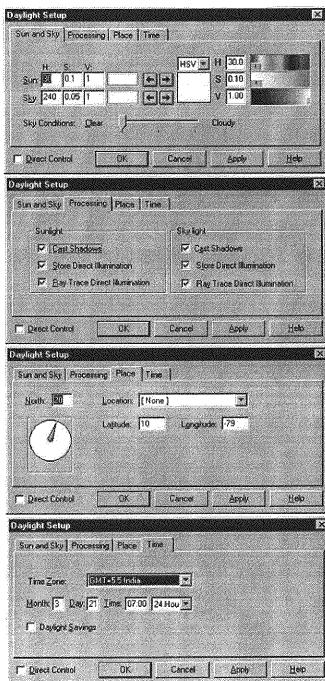 Daylight Setup
Sun and Sky Processing Place Time
H: S: V:
Sun: 30 0.1 1
Sky 240 0.05 1
HSV
H 30.0
S 0.10
V 1.00
Sky Conditions: Clear Cloudy
Direct Control OK Cancel Apply Help
Daylight Setup
Sun and Sky Processing Place Time
Sunlight Sky light
Cast Shadows Cast Shadows
Store Direct Illumination Store Direct Illumination
Ray Trace Direct Illumination Ray Trace Direct Illumination
Direct Control OK Cancel Apply Help
Daylight Setup
Sun and Sky Processing Place Time
North: 20 Location: [ None ]
Latitude: 10 Longitude: -79
Direct Control OK Cancel Apply Help
Daylight Setup
Sun and Sky Processing Place Time
Time Zone: GMT+5.5 India
Month: 3 Day: 21 Time: 07:00 24 Hou
Daylight Savings
Direct Control OK Cancel Apply Help